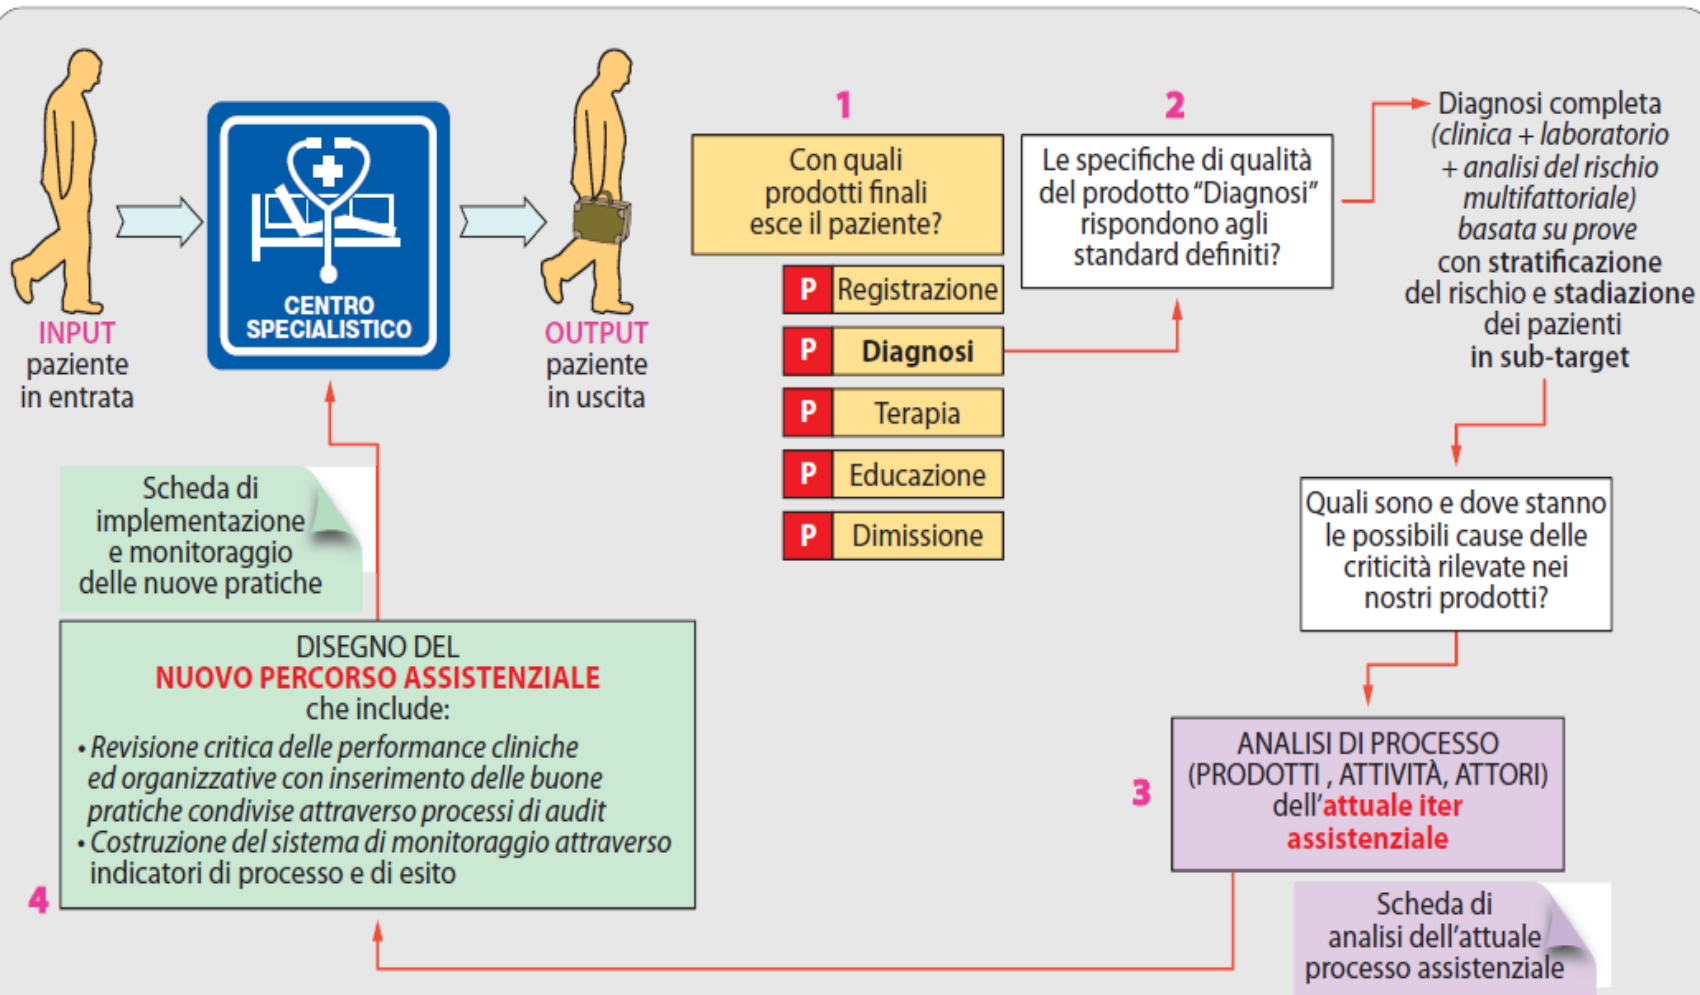 INPUT
paziente
in entrata
CENTRO
SPECIALISTICO
OUTPUT
paziente
in uscita
1
Con quali
prodotti finali
esce il paziente?
P Registrazione
P Diagnosi
P Terapia
P Educazione
P Dimissione
2
Le specifiche di qualità
del prodotto “Diagnosi”
rispondono agli
standard definiti?
Diagnosi completa
(clinica + laboratorio
+ analisi del rischio
multifattoriale)
basata su prove
con stratificazione
del rischio e stadiazione
dei pazienti
in sub-target
Quali sono e dove stanno
le possibili cause delle
criticità rilevate nei
nostri prodotti?
3
ANALISI DI PROCESSO
(PRODOTTI , ATTIVITÀ, ATTORI)
dell’attuale iter
assistenziale
Scheda di
analisi dell’attuale
processo assistenziale
4
DISEGNO DEL
NUOVO PERCORSO ASSISTENZIALE
che include:
• Revisione critica delle performance cliniche
ed organizzative con inserimento delle buone
pratiche condivise attraverso processi di audit
• Costruzione del sistema di monitoraggio attraverso
indicatori di processo e di esito
Scheda di
implementazione
e monitoraggio
delle nuove pratiche